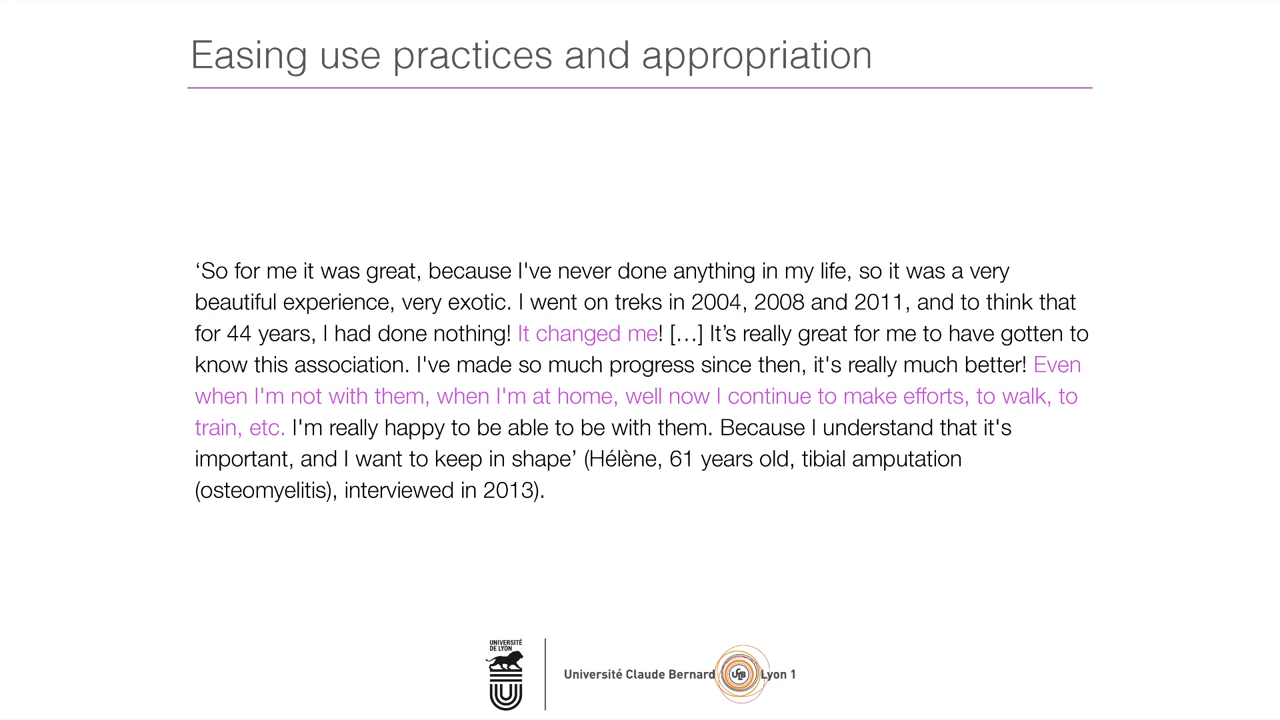 Easing use practices and appropriation
‘So for me it was great, because I've never done anything in my life, so it was a very
beautiful experience, very exotic. I went on treks in 2004, 2008 and 2011, and to think that
for 44 years, I had done nothing! It changed me! […] It’s really great for me to have gotten to
know this association. I've made so much progress since then, it's really much better! Even
when I'm not with them, when I'm at home, well now I continue to make efforts, to walk, to
train, etc. I'm really happy to be able to be with them. Because I understand that it's
important, and I want to keep in shape’ (Hélène, 61 years old, tibial amputation
(osteomyelitis), interviewed in 2013).
UNIVERSITÉ
DE LYON
Université Claude Bernard UCB Lyon 1